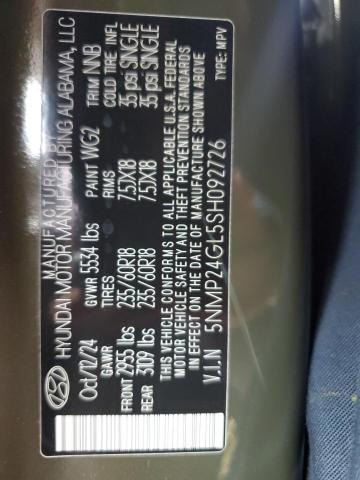 MANUFACTURED BY
HYUNDAI MOTOR MANUFACTURING ALABAMA, LLC
Oct/12/24 GVWR 5534 lbs PAINT WG2 TRIM NNB
GAWR TIRES RIMS COLD TIRE INFL
FRONT 2955 lbs 235/60R18 7.5JX18 35 psi SINGLE
REAR 3109 lbs 235/60R18 7.5JX18 35 psi SINGLE
THIS VEHICLE CONFORMS TO ALL APPLICABLE U.S.A. FEDERAL
MOTOR VEHICLE SAFETY AND THEFT PREVENTION STANDARDS
IN EFFECT ON THE DATE OF MANUFACTURE SHOWN ABOVE
V.I.N 5NMP24GL5SH092726 TYPE: MPV